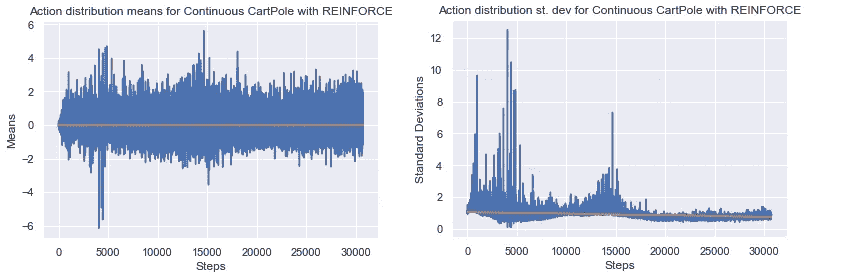 Action distribution means for Continuous CartPole with REINFORCE
6
4
2
0
−2
−4
−6
Means
0 5000 10000 15000 20000 25000 30000
Steps
Action distribution st. dev for Continuous CartPole with REINFORCE
12
10
8
6
4
2
0
Standard Deviations
0 5000 10000 15000 20000 25000 30000
Steps